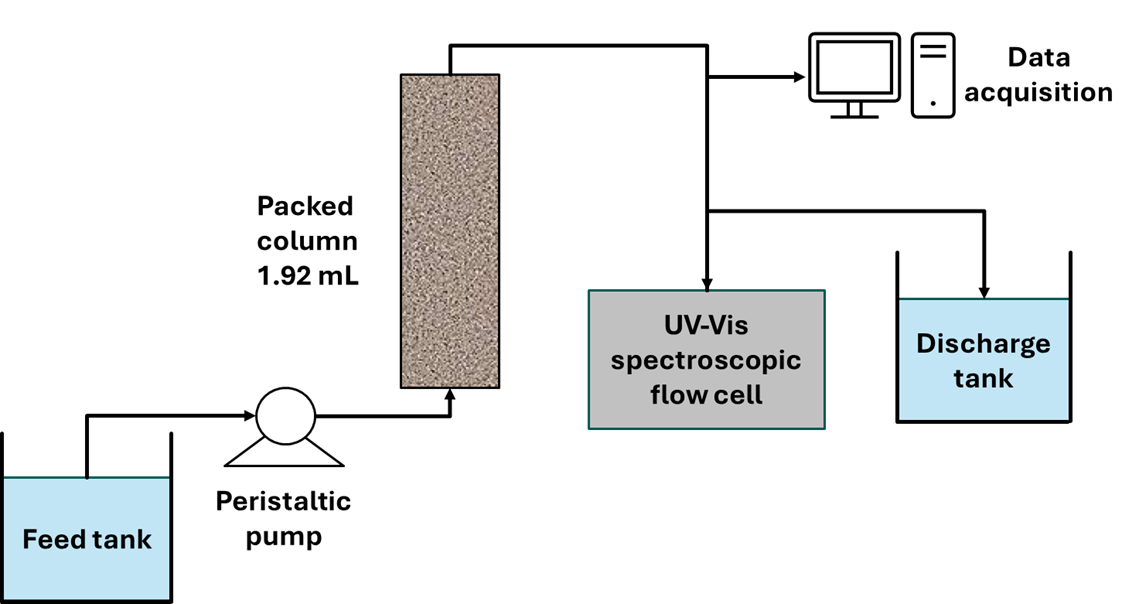 Data
acquisition
Packed
column
1.92 mL
UV-Vis
spectroscopic
flow cell
Discharge
tank
Peristaltic
pump
Feed tank